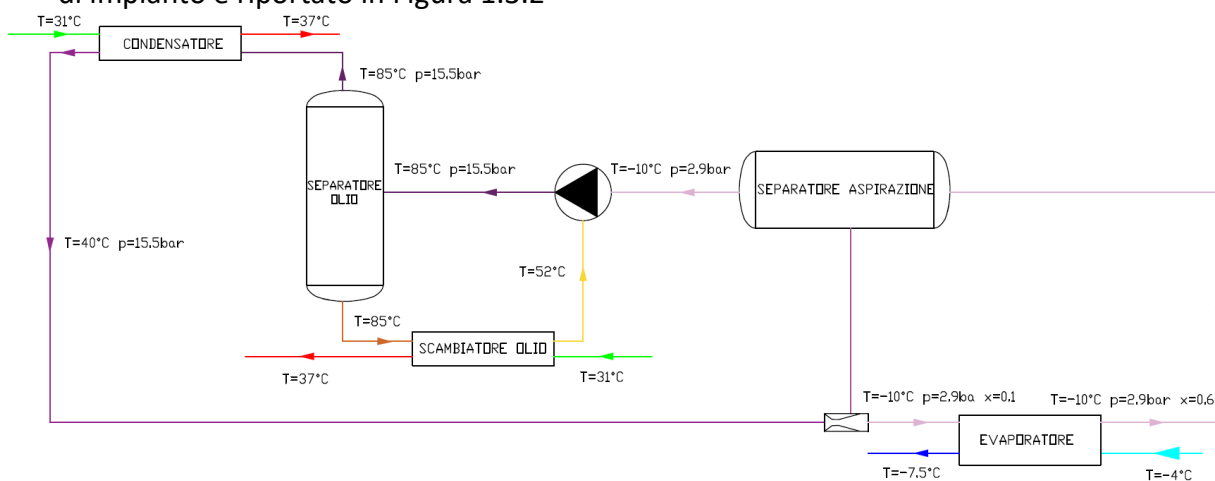 di impianto è riportato in Figura 1.3.2
T=31°C
T=37°C
CONDENSATORE
T=85°C p=15.5bar
T=85°C p=15.5bar
T=-10°C p=2.9bar
SEPARATORE
OLIO
SEPARATORE ASPIRAZIONE
T=40°C p=15.5bar
T=52°C
T=85°C
SCAMBIATORE OLIO
T=37°C
T=31°C
T=-10°C p=2.9ba x=0.1
T=-10°C p=2.9bar x=0.6
EVAPORATORE
T=-7.5°C
T=-4°C